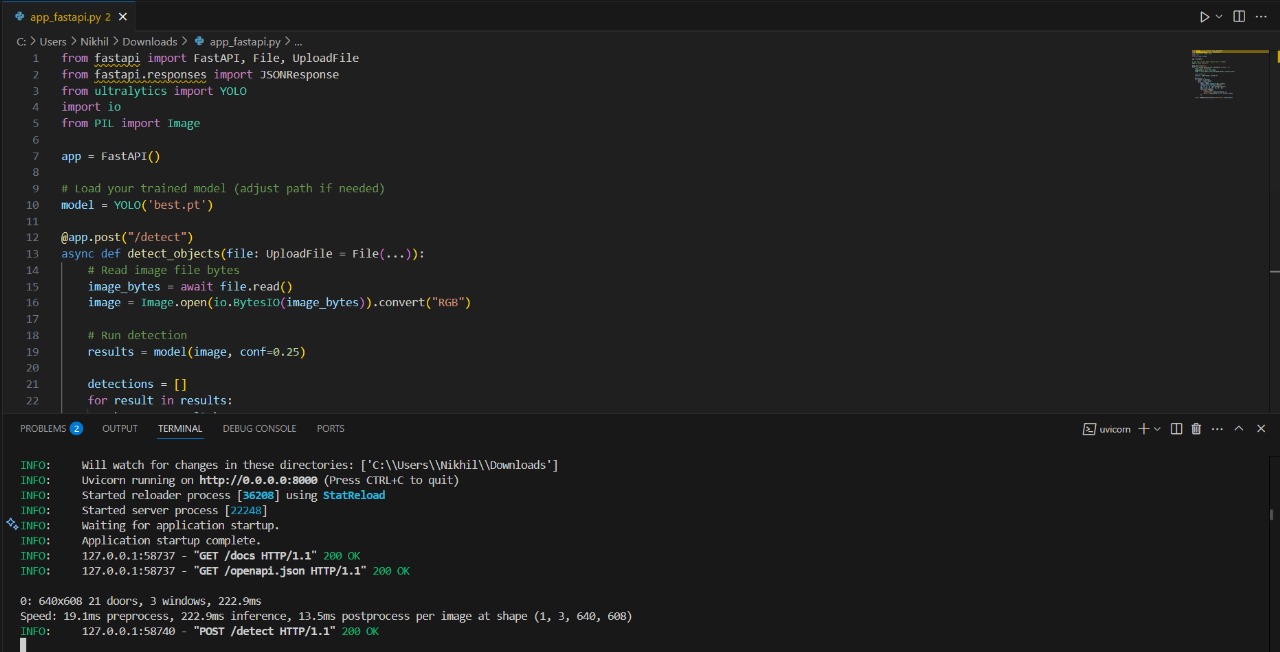 app_fastapi.py 2
C: > Users > Nikhil > Downloads > app_fastapi.py > ...
1 from fastapi import FastAPI, File, UploadFile
2 from fastapi.responses import JSONResponse
3 from ultralytics import YOLO
4 import io
5 from PIL import Image
6
7 app = FastAPI()
8
9 # Load your trained model (adjust path if needed)
10 model = YOLO('best.pt')
11
12 @app.post("/detect")
13 async def detect_objects(file: UploadFile = File(...)):
14 # Read image file bytes
15 image_bytes = await file.read()
16 image = Image.open(io.BytesIO(image_bytes)).convert("RGB")
17
18 # Run detection
19 results = model(image, conf=0.25)
20
21 detections = []
22 for result in results:
PROBLEMS 2 OUTPUT TERMINAL DEBUG CONSOLE PORTS uvicorn
INFO: Will watch for changes in these directories: ['C:\\Users\\Nikhil\\Downloads']
INFO: Uvicorn running on http://0.0.0.0:8000 (Press CTRL+C to quit)
INFO: Started reloader process [36208] using StatReload
INFO: Started server process [22248]
INFO: Waiting for application startup.
INFO: Application startup complete.
INFO: 127.0.0.1:58737 - "GET /docs HTTP/1.1" 200 OK
INFO: 127.0.0.1:58737 - "GET /openapi.json HTTP/1.1" 200 OK
0: 640x608 21 doors, 3 windows, 222.9ms
Speed: 19.1ms preprocess, 222.9ms inference, 13.5ms postprocess per image at shape (1, 3, 640, 608)
INFO: 127.0.0.1:58740 - "POST /detect HTTP/1.1" 200 OK